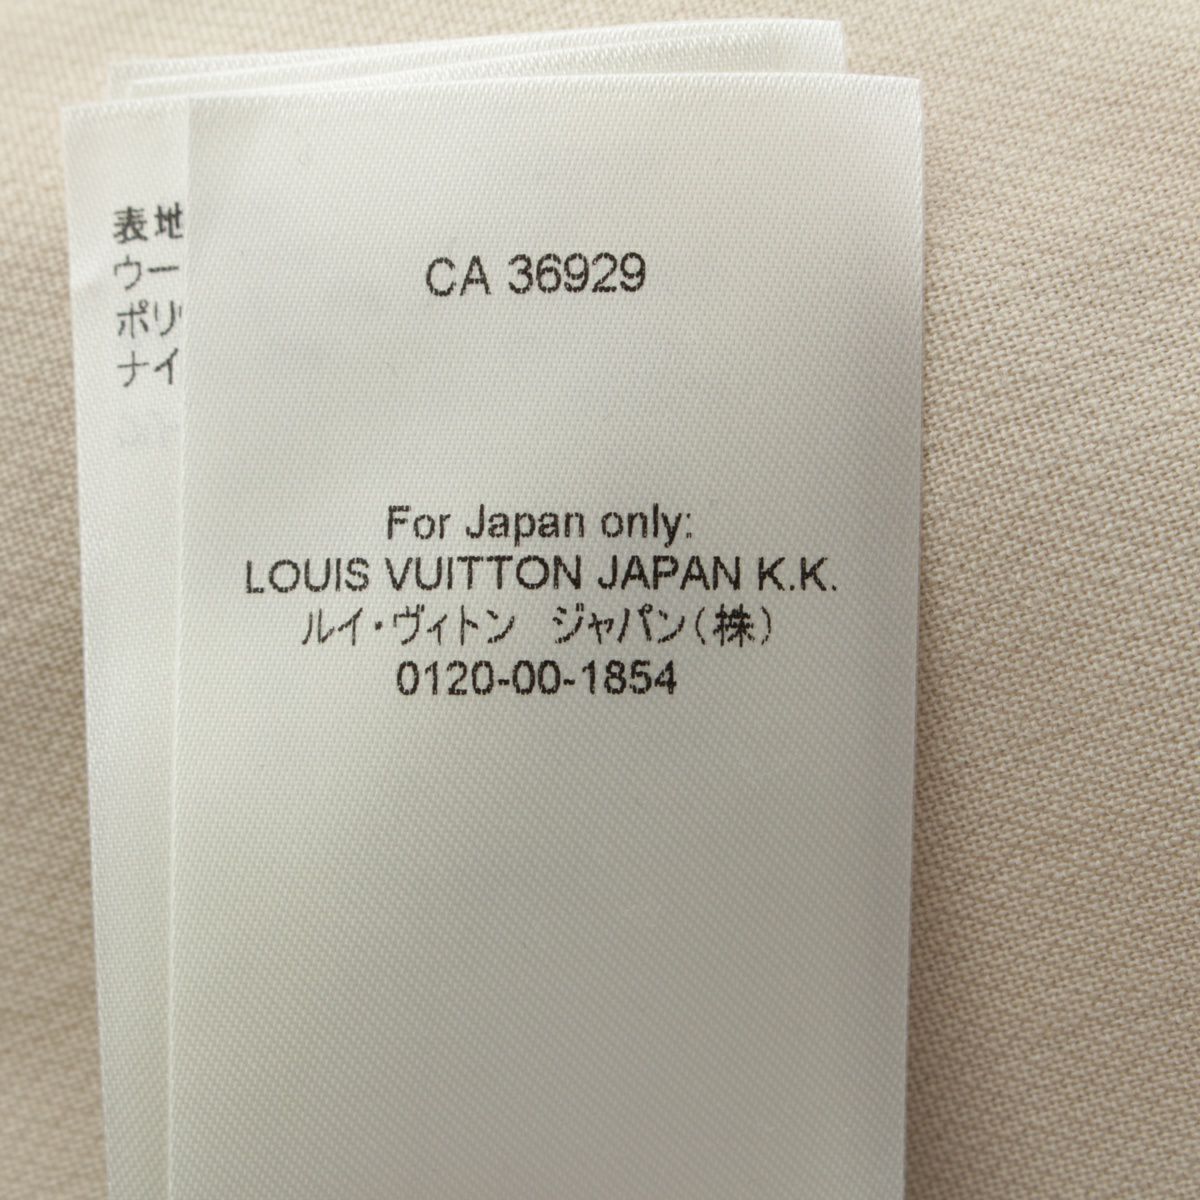 表地
ウー
ポリ
ナイ
CA 36929
For Japan only:
LOUIS VUITTON JAPAN K.K.
ルイ・ヴィトン　ジャパン(株)
0120-00-1854